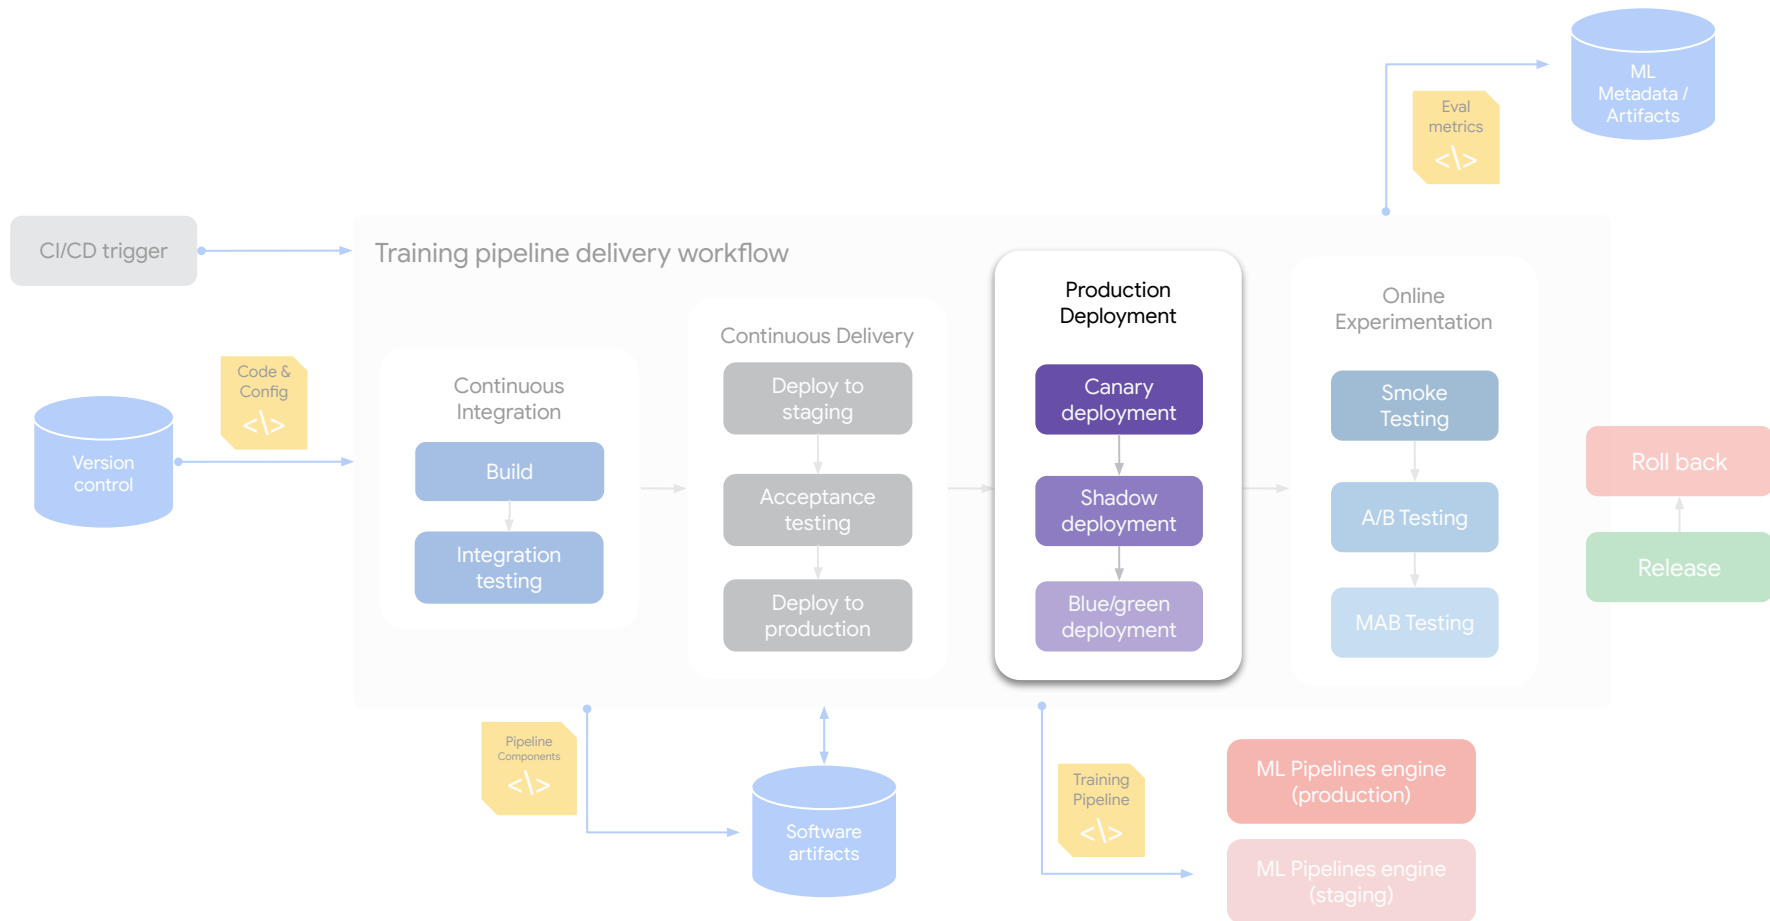 ML
Metadata /
Artifacts
Eval
metrics
</>
CI/CD trigger
Training pipeline delivery workflow
Code &
Config
</>
Version
control
Continuous
Integration
Build
Integration
testing
Continuous Delivery
Deploy to
staging
Acceptance
testing
Deploy to
production
Production
Deployment
Canary
deployment
Shadow
deployment
Blue/green
deployment
Online
Experimentation
Smoke
Testing
A/B Testing
MAB Testing
Roll back
Release
Pipeline
Components
</>
Software
artifacts
Training
Pipeline
</>
ML Pipelines engine
(production)
ML Pipelines engine
(staging)